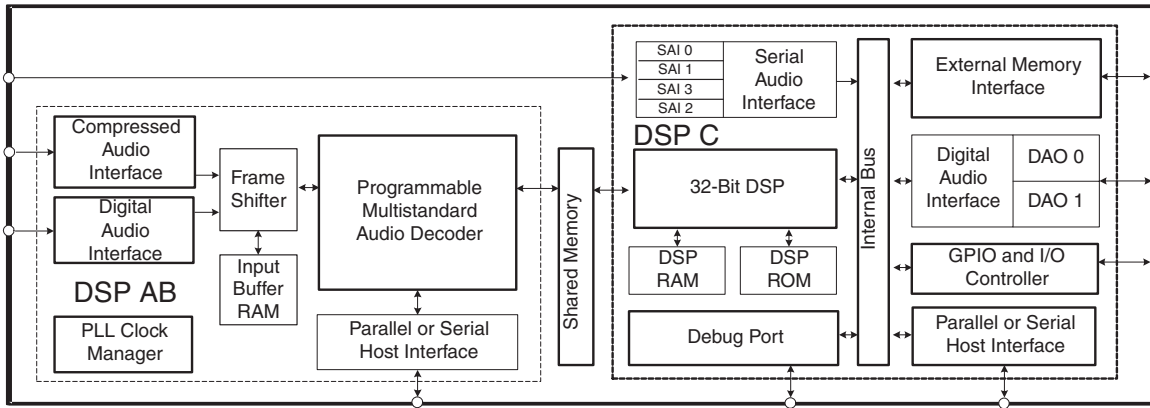 Compressed
Audio
Interface
Digital
Audio
Interface
DSP AB
PLL Clock
Manager
Frame
Shifter
Input
Buffer
RAM
Programmable
Multistandard
Audio Decoder
Parallel or Serial
Host Interface
Shared Memory
SAI 0
SAI 1
SAI 3
SAI 2
Serial
Audio
Interface
DSP C
32-Bit DSP
DSP
RAM
DSP
ROM
Debug Port
Internal Bus
External Memory
Interface
Digital
Audio
Interface
DAO 0
DAO 1
GPIO and I/O
Controller
Parallel or Serial
Host Interface